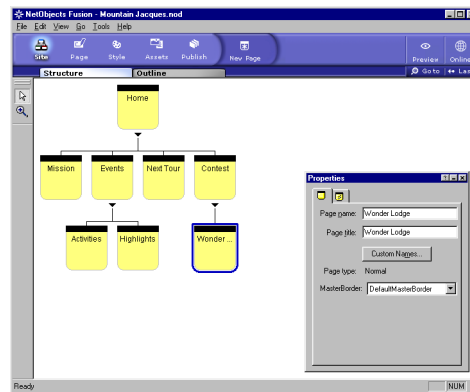 NetObjects Fusion - Mountain Jacques.nod
File Edit View Go Tools Help
Site Page Style Assets Publish New Page Preview Online
Structure Outline Go to Las
Home
Mission Events Next Tour Contest
Activities Highlights Wonder ...
Properties
Page name: Wonder Lodge
Page title: Wonder Lodge
Custom Names...
Page type: Normal
MasterBorder: DefaultMasterBorder
Ready NUM